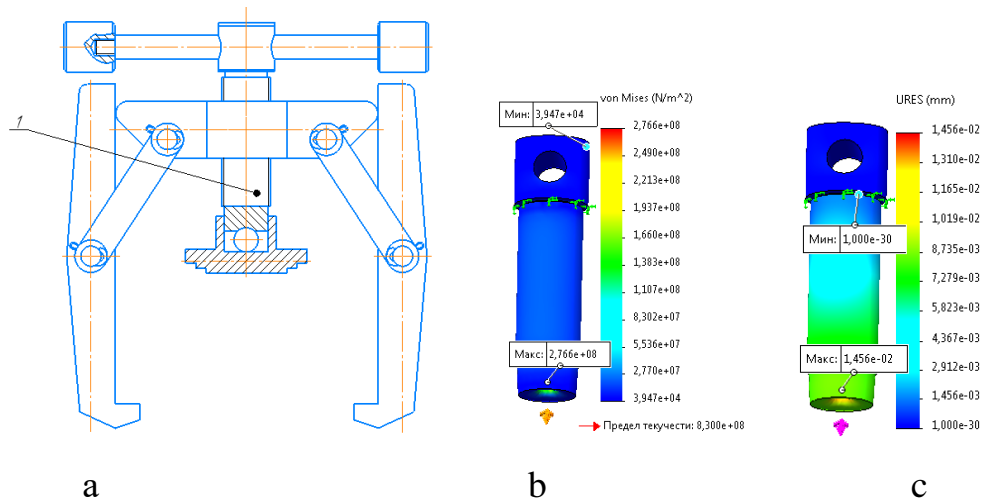 1
von Mises (N/m^2)
Мин: 3,947e+04
2,766e+08
2,490e+08
2,213e+08
1,937e+08
1,660e+08
1,383e+08
1,107e+08
8,302e+07
5,536e+07
2,770e+07
3,947e+04
Макс: 2,766e+08
Предел текучести: 8,300e+08
URES (mm)
1,456e-02
1,310e-02
1,165e-02
1,019e-02
8,735e-03
7,279e-03
5,823e-03
4,367e-03
2,912e-03
1,456e-03
1,000e-30
Мин: 1,000e-30
Макс: 1,456e-02
a
b
c